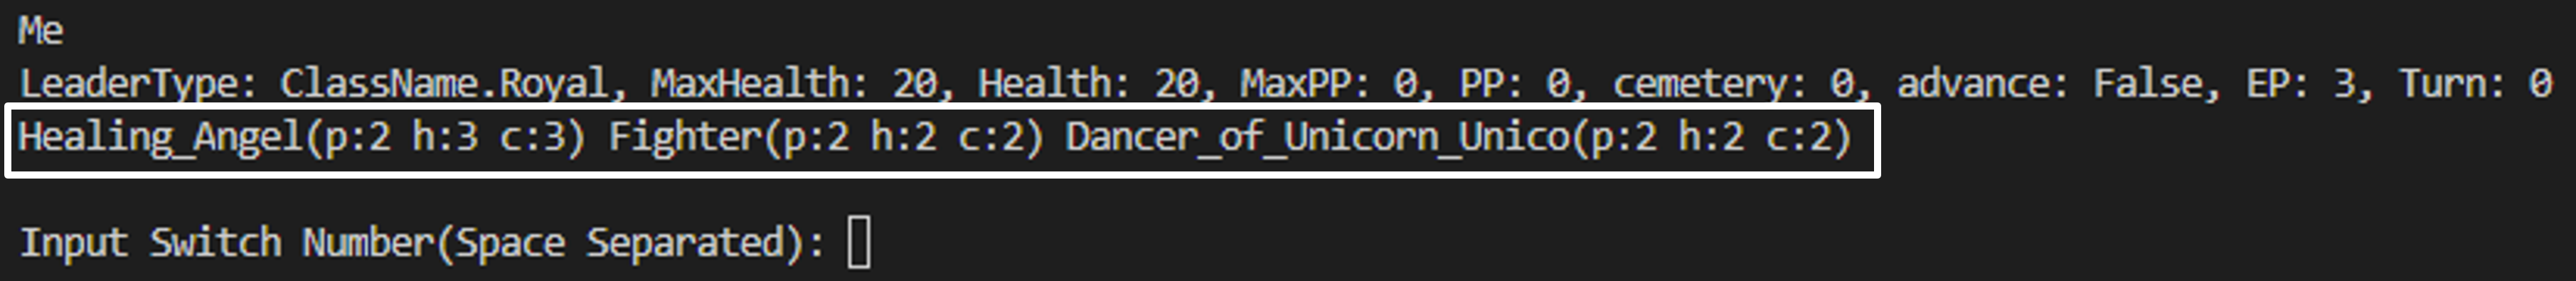 Me
LeaderType: ClassName.Royal, MaxHealth: 20, Health: 20, MaxPP: 0, PP: 0, cemetery: 0, advance: False, EP: 3, Turn: 0
Healing_Angel(p:2 h:3 c:3) Fighter(p:2 h:2 c:2) Dancer_of_Unicorn_Unico(p:2 h:2 c:2)
Input Switch Number(Space Separated):